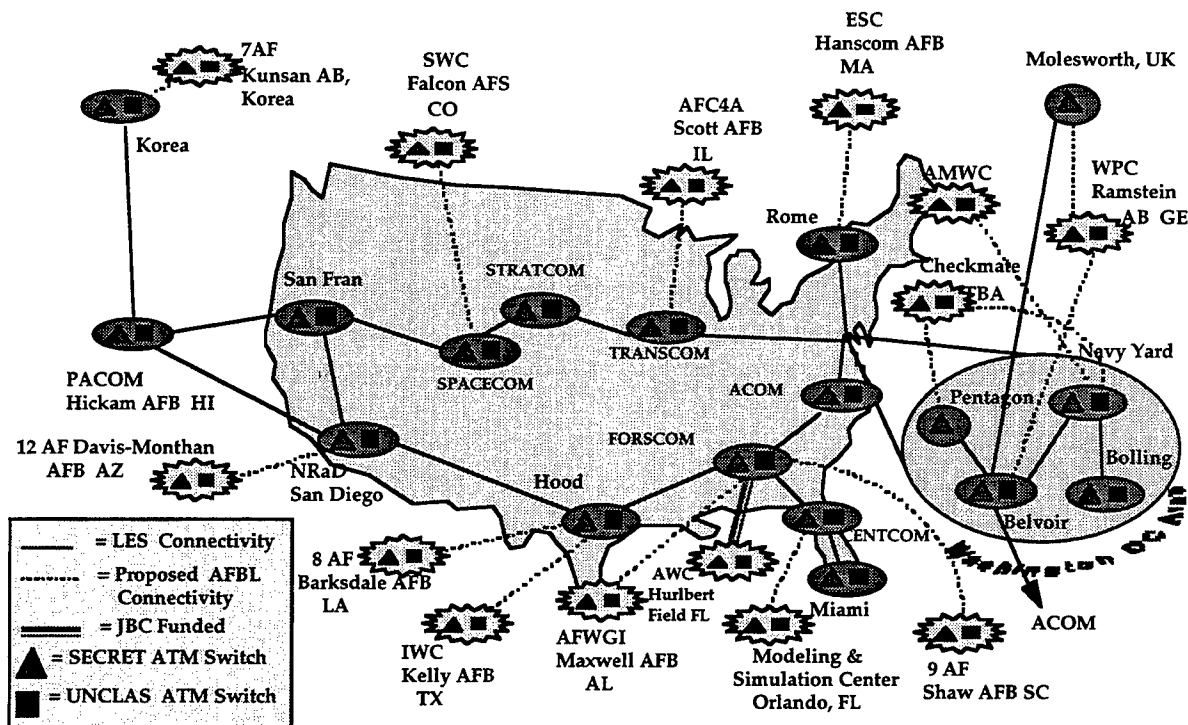 7AF
Kunsan AB,
Korea
Korea
SWC
Falcon AFS
CO
AFC4A
Scott AFB
IL
ESC
Hanscom AFB
MA
Molesworth, UK
AMWC
WPC
Ramstein
AB GE
Rome
Checkmate
TBA
San Fran
STRATCOM
TRANSCOM
SPACECOM
Navy Yard
PACOM
Hickam AFB HI
ACOM
Pentagon
FORSCOM
Bolling
12 AF Davis-Monthan
AFB AZ
NRaD
San Diego
Hood
Belvoir
CENTCOM
Washington DC, VA
8 AF
Barksdale AFB
LA
AWC
Hurlbert
Field FL
Miami
ACOM
IWC
Kelly AFB
TX
AFWGI
Maxwell AFB
AL
Modeling &
Simulation Center
Orlando, FL
9 AF
Shaw AFB SC
= LES Connectivity
= Proposed AFBL
Connectivity
= JBC Funded
= SECRET ATM Switch
= UNCLAS ATM Switch